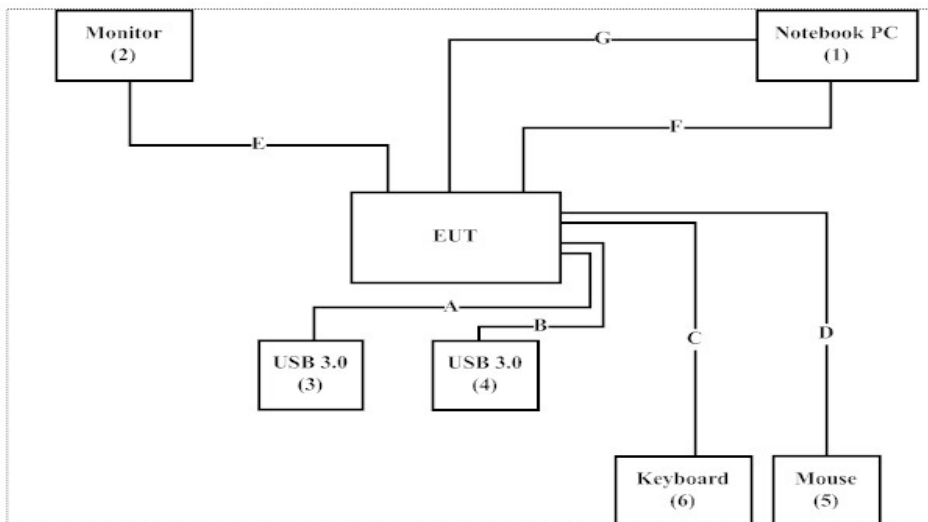 Monitor
(2)
G
Notebook PC
(1)
F
E
EUT
A
B
C
D
USB 3.0
(3)
USB 3.0
(4)
Keyboard
(6)
Mouse
(5)